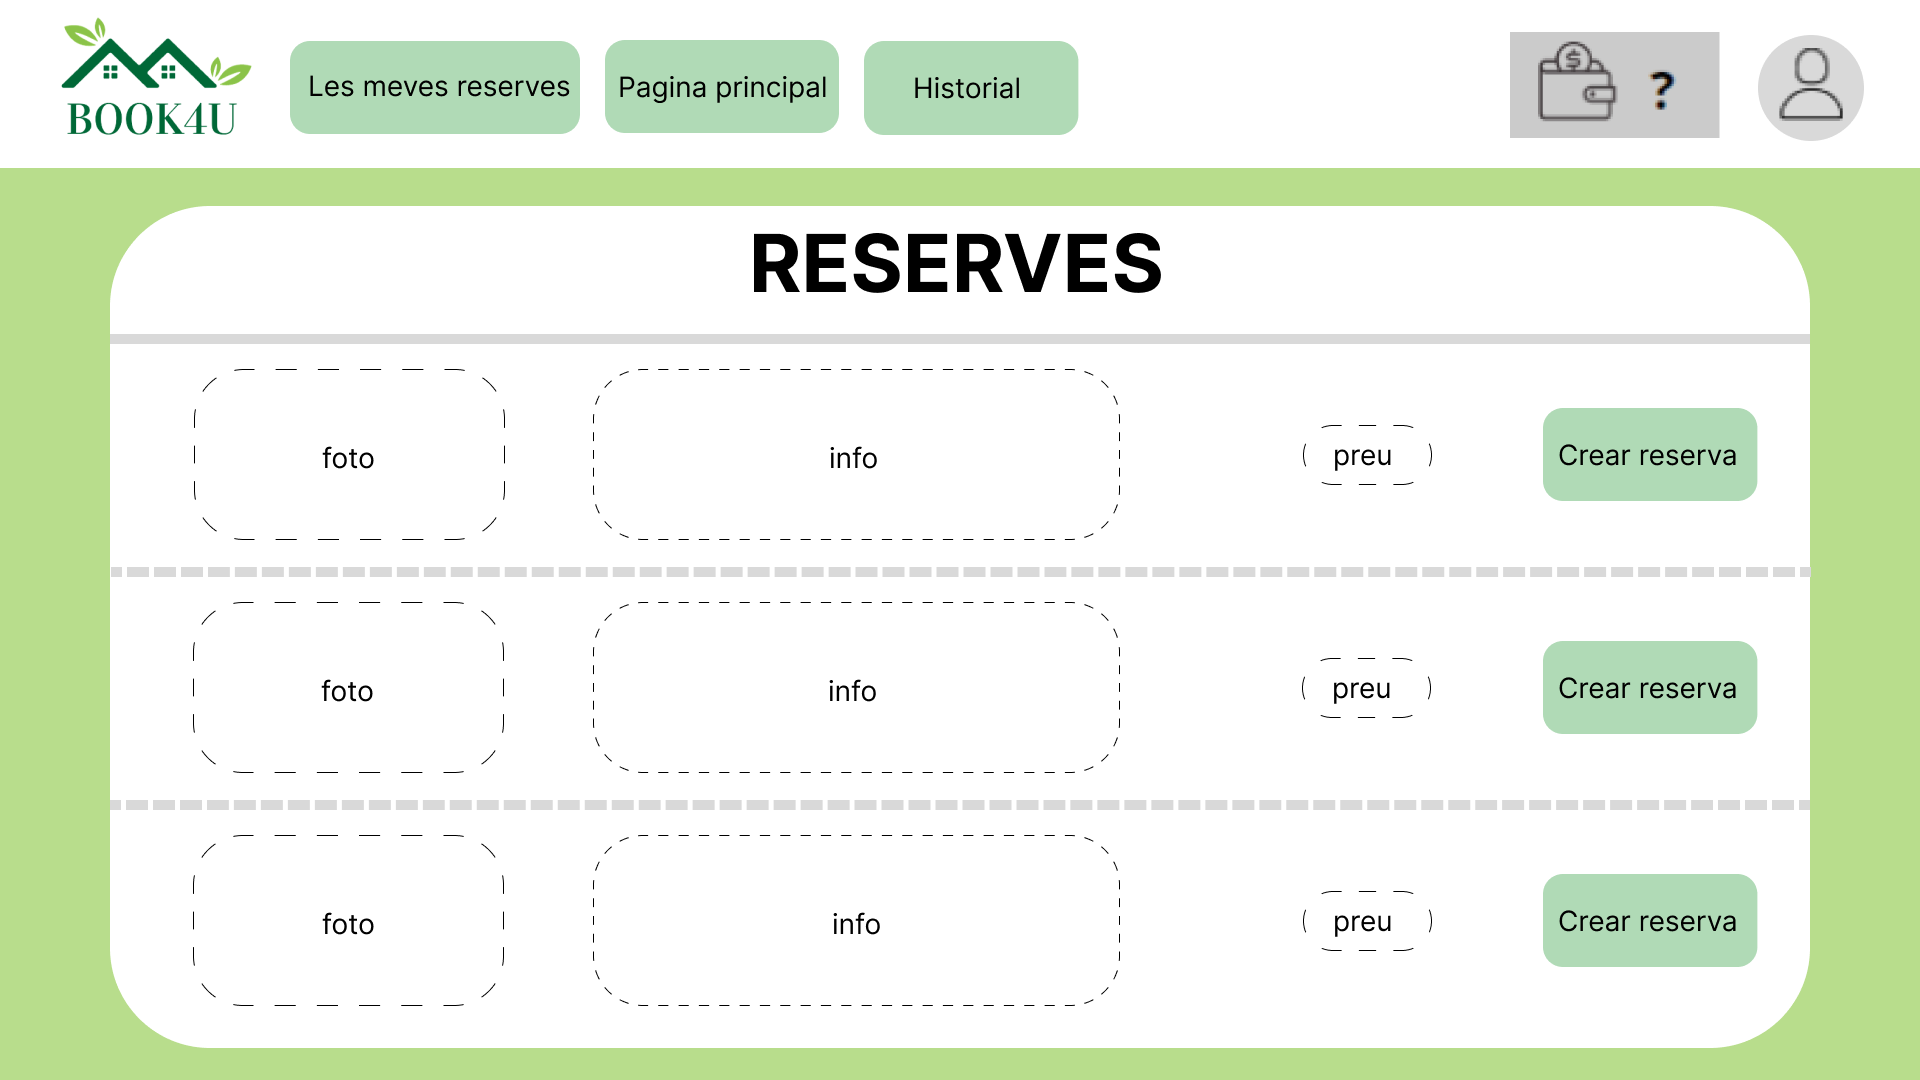 BOOK4U
Les meves reserves
Pagina principal
Historial
$ ?
RESERVES
foto
info
preu
Crear reserva
foto
info
preu
Crear reserva
foto
info
preu
Crear reserva